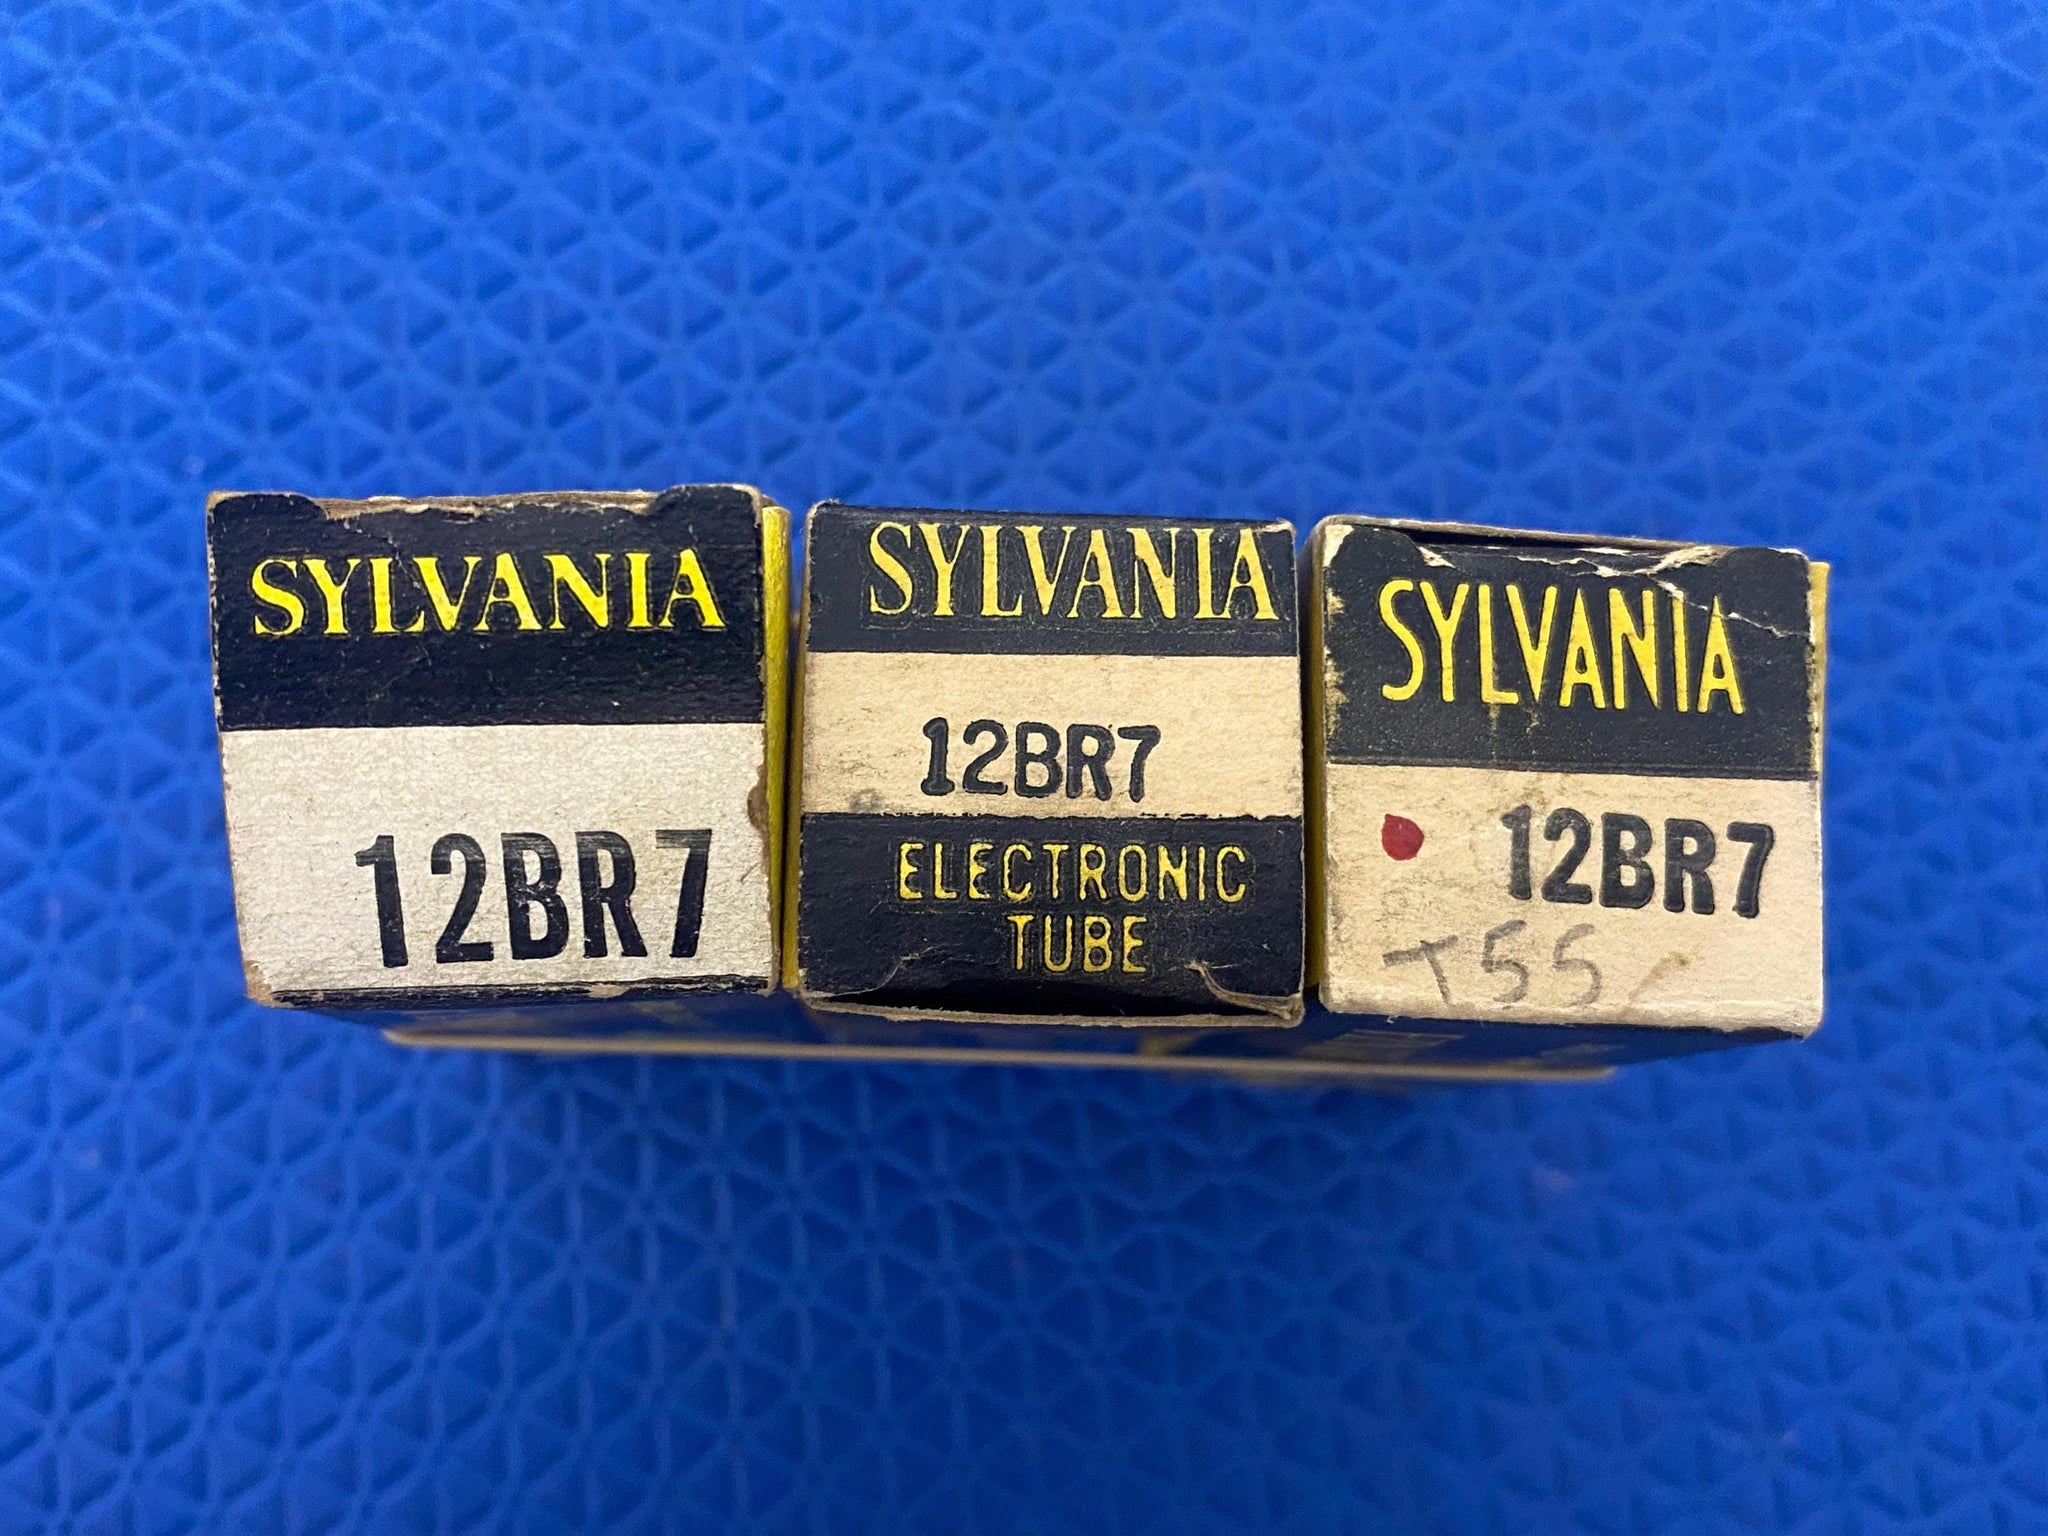 SYLVANIA
12BR7
SYLVANIA
12BR7
ELECTRONIC
TUBE
SYLVANIA
12BR7
T55